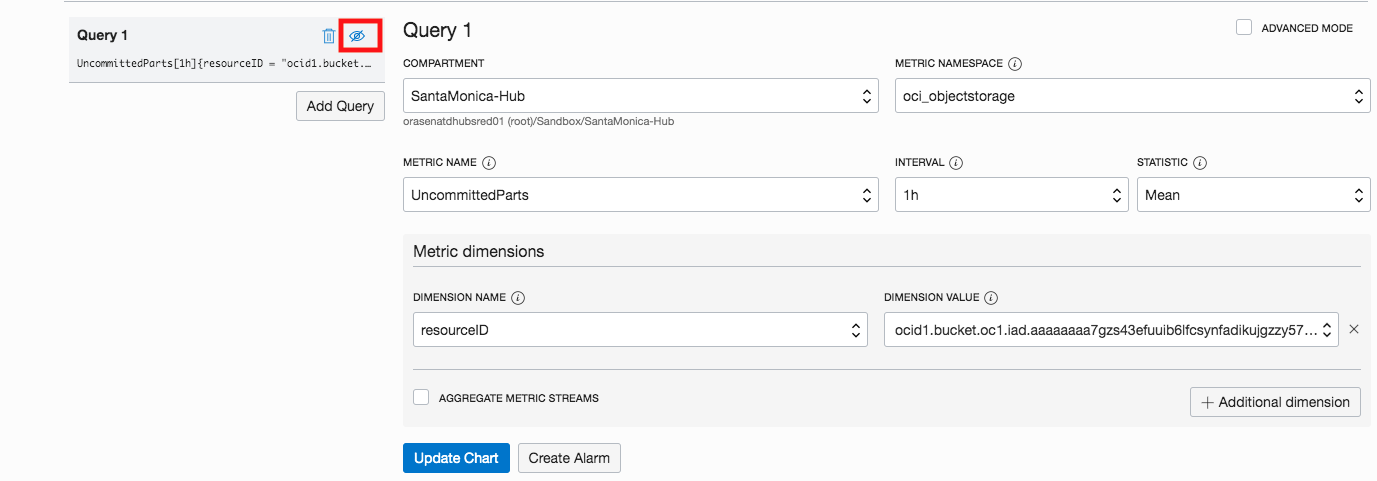 Query 1
UncommittedParts[1h]{resourceID = "ocid1.bucket.…
Add Query
Query 1
ADVANCED MODE
COMPARTMENT
METRIC NAMESPACE
SantaMonica-Hub
oci_objectstorage
orasenatdhubsred01 (root)/Sandbox/SantaMonica-Hub
METRIC NAME
INTERVAL
STATISTIC
UncommittedParts
1h
Mean
Metric dimensions
DIMENSION NAME
DIMENSION VALUE
resourceID
ocid1.bucket.oc1.iad.aaaaaaaa7gzs43efuuib6lfcsynfadikujgzzy57...
AGGREGATE METRIC STREAMS
+ Additional dimension
Update Chart
Create Alarm